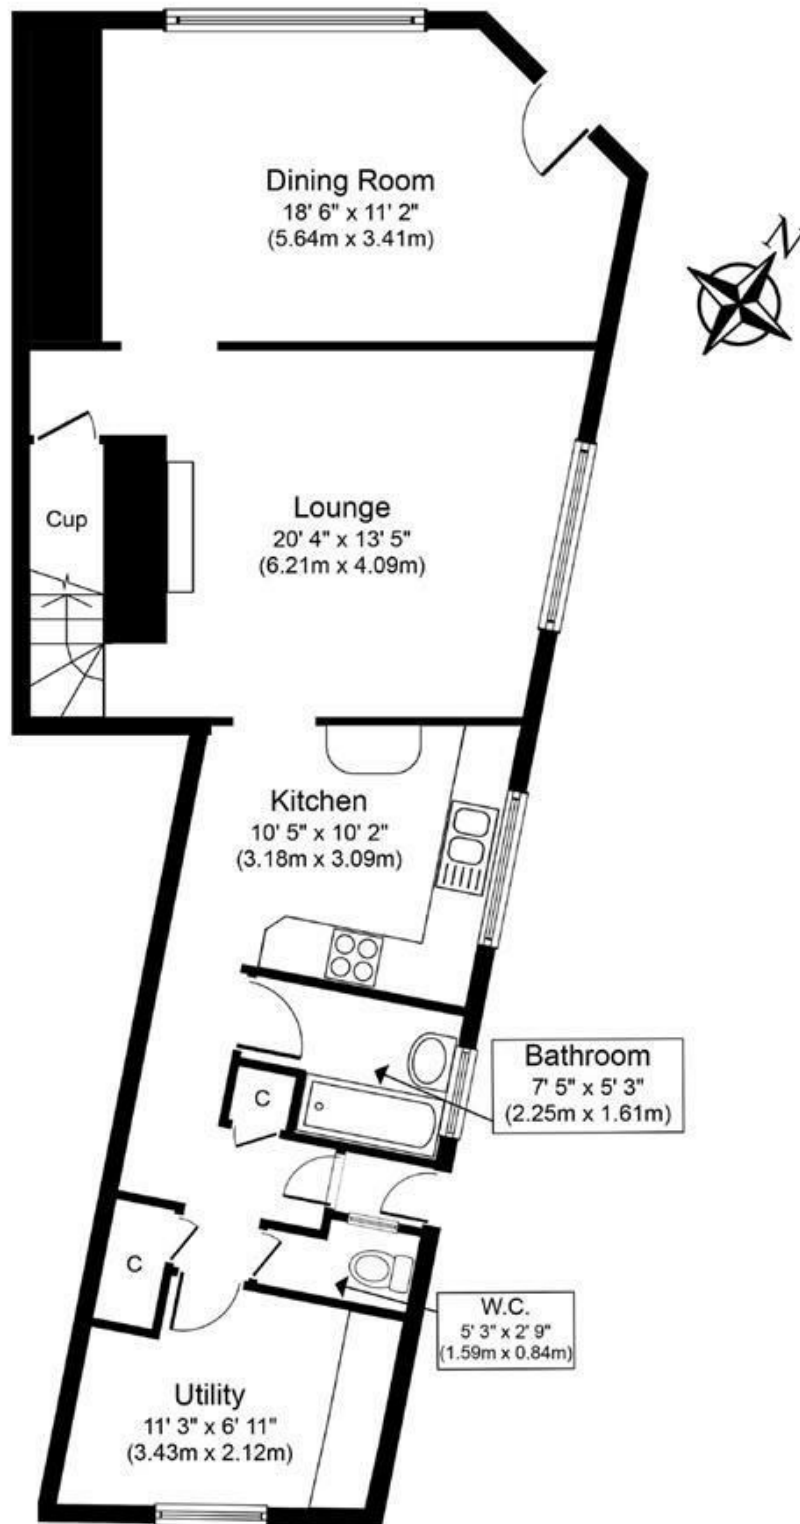 Dining Room
18' 6" x 11' 2"
(5.64m x 3.41m)
N
Lounge
20' 4" x 13' 5"
(6.21m x 4.09m)
Cup
Kitchen
10' 5" x 10' 2"
(3.18m x 3.09m)
Bathroom
7' 5" x 5' 3"
(2.25m x 1.61m)
C
C
W.C.
5' 3" x 2' 9"
(1.59m x 0.84m)
Utility
11' 3" x 6' 11"
(3.43m x 2.12m)